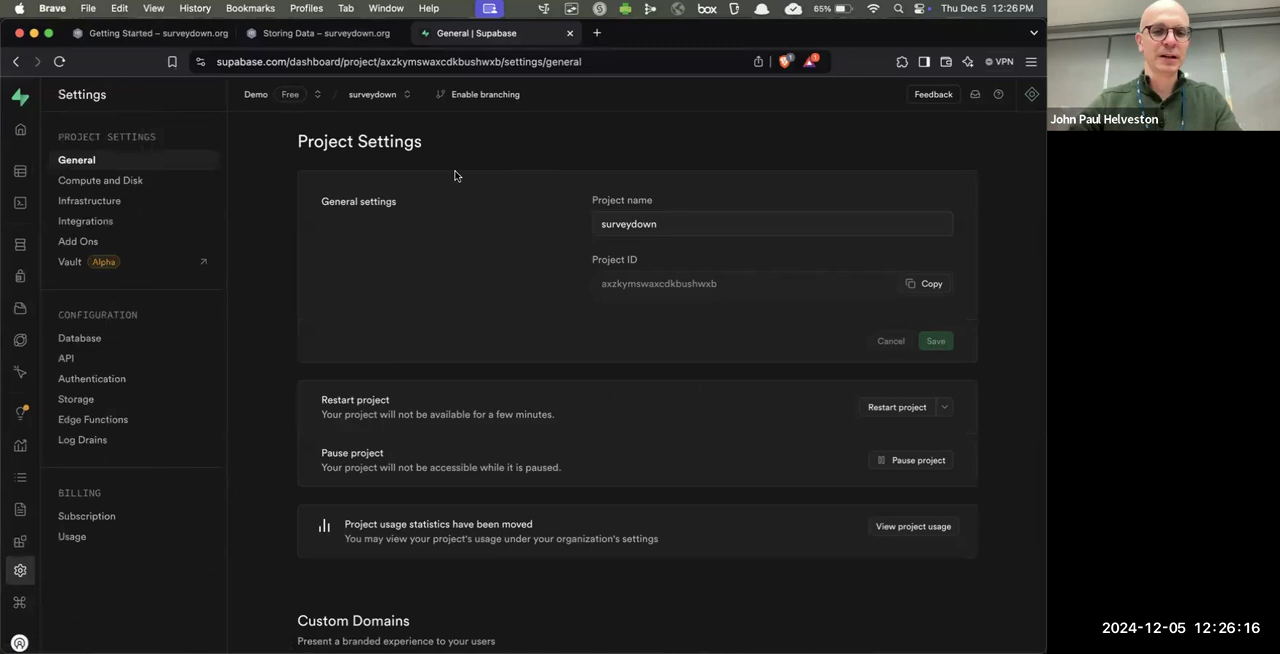 Brave File Edit View History Bookmarks Profiles Tab Window Help box 65% Thu Dec 5 12:26 PM
Getting Started – surveydown.org Storing Data – surveydown.org General | Supabase
supabase.com/dashboard/project/axzkymswaxcdkbushwxb/settings/general 1 1 VPN
Settings Demo Free / surveydown Enable branching Feedback
PROJECT SETTINGS
General
Compute and Disk
Infrastructure
Integrations
Add Ons
Vault Alpha
CONFIGURATION
Database
API
Authentication
Storage
Edge Functions
Log Drains
BILLING
Subscription
Usage
Project Settings
General settings
Project name
surveydown
Project ID
axzkymswaxcdkbushwxb Copy
Cancel Save
Restart project
Your project will not be available for a few minutes.
Restart project
Pause project
Your project will not be accessible while it is paused.
Pause project
Project usage statistics have been moved
You may view your project's usage under your organization's settings
View project usage
Custom Domains
Present a branded experience to your users
John Paul Helveston
2024-12-05 12:26:16